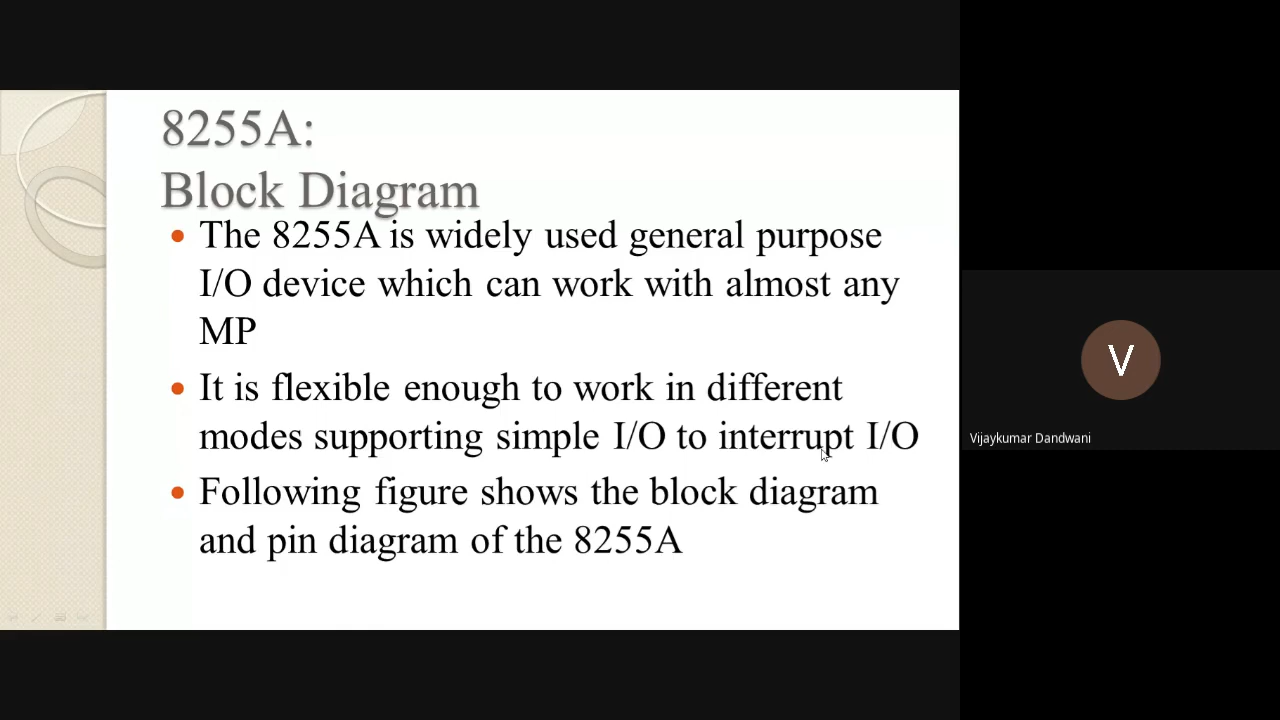 8255A:
Block Diagram
• The 8255A is widely used general purpose
I/O device which can work with almost any
MP
• It is flexible enough to work in different
modes supporting simple I/O to interrupt I/O
• Following figure shows the block diagram
and pin diagram of the 8255A
V
Vijaykumar Dandwani